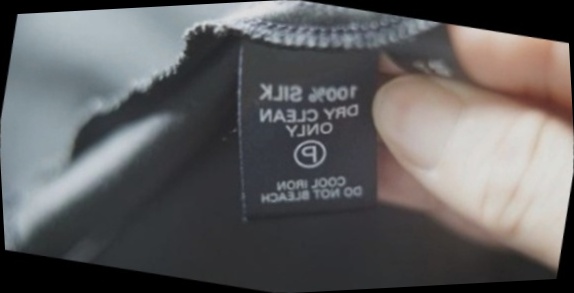 100% SILK
DRY CLEAN
ONLY
P
COOL IRON
DO NOT BLEACH